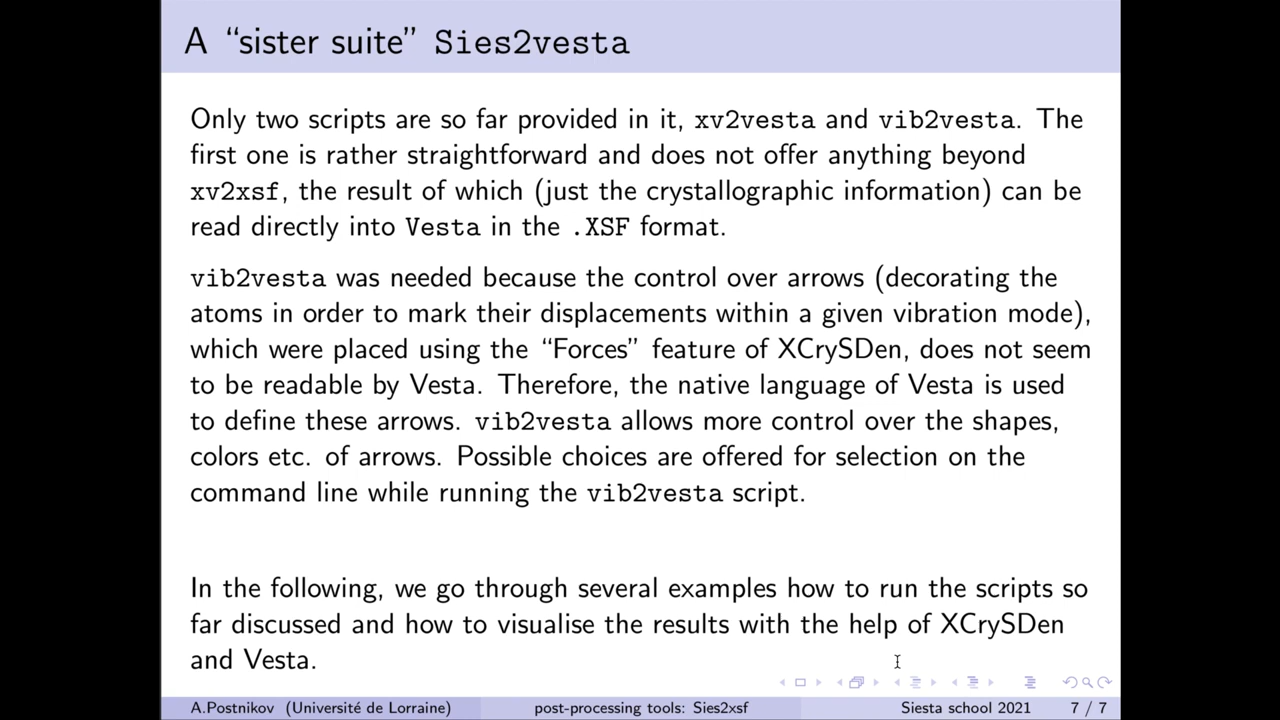 A “sister suite” Sies2vesta
Only two scripts are so far provided in it, xv2vesta and vib2vesta. The
first one is rather straightforward and does not offer anything beyond
xv2xsf, the result of which (just the crystallographic information) can be
read directly into Vesta in the .XSF format.
vib2vesta was needed because the control over arrows (decorating the
atoms in order to mark their displacements within a given vibration mode),
which were placed using the “Forces” feature of XCrySDen, does not seem
to be readable by Vesta. Therefore, the native language of Vesta is used
to define these arrows. vib2vesta allows more control over the shapes,
colors etc. of arrows. Possible choices are offered for selection on the
command line while running the vib2vesta script.
In the following, we go through several examples how to run the scripts so
far discussed and how to visualise the results with the help of XCrySDen
and Vesta.
A.Postnikov (Université de Lorraine) post-processing tools: Sies2xsf Siesta school 2021 7 / 7